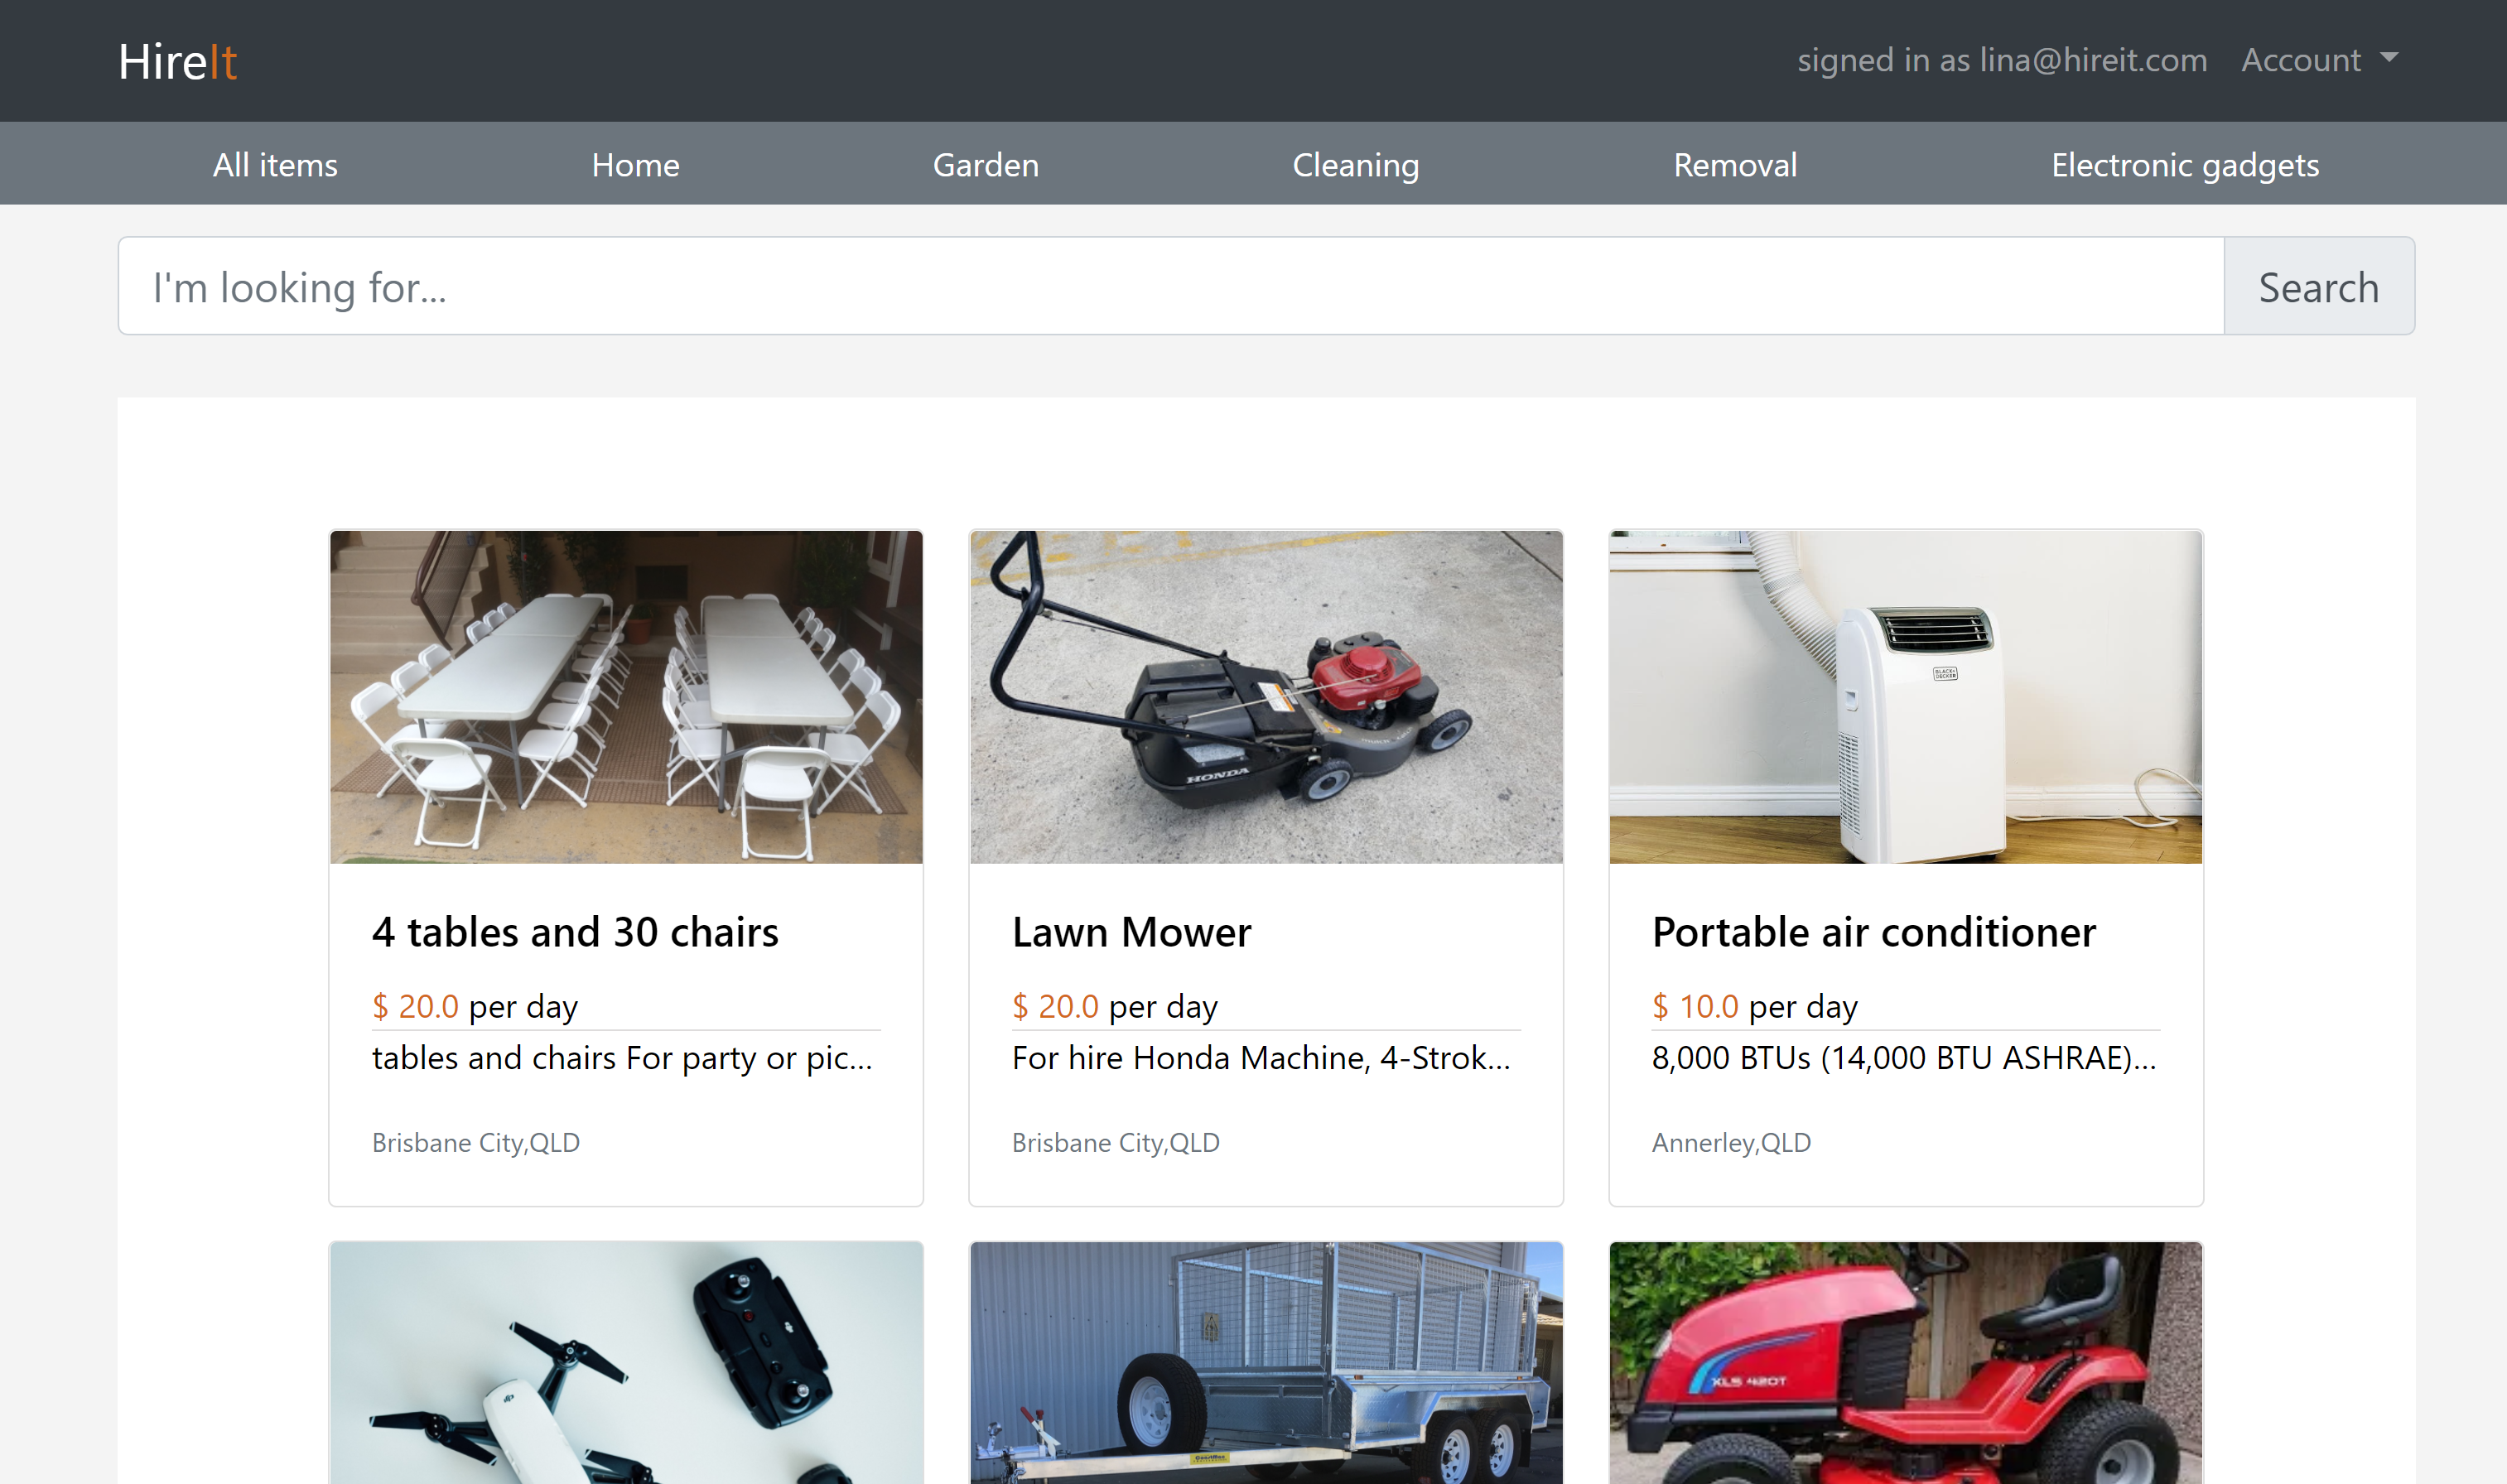 HireIt
signed in as lina@hireit.com Account
All items Home Garden Cleaning Removal Electronic gadgets
I'm looking for... Search
BLACK+
DECKER
HONDA
4 tables and 30 chairs
$ 20.0 per day
tables and chairs For party or pic...
Brisbane City,QLD
Lawn Mower
$ 20.0 per day
For hire Honda Machine, 4-Strok...
Brisbane City,QLD
Portable air conditioner
$ 10.0 per day
8,000 BTUs (14,000 BTU ASHRAE)...
Annerley,QLD
XLS 420T